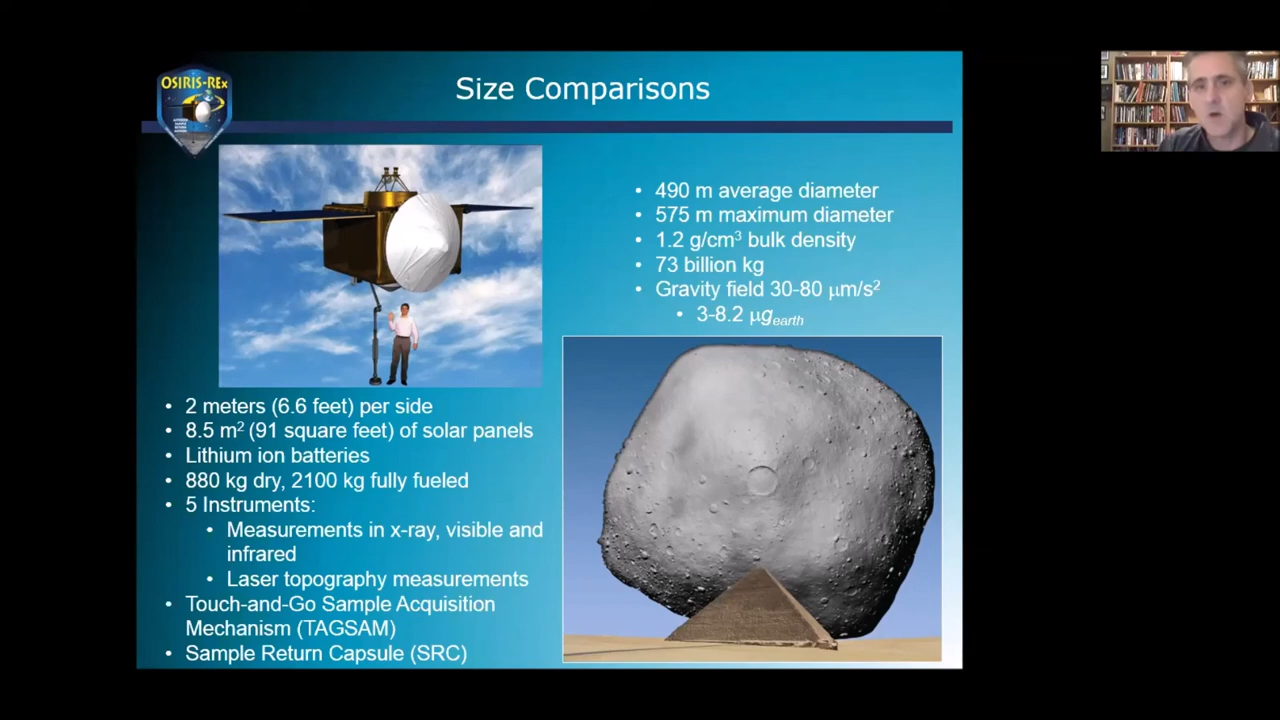 OSIRIS-REx
Size Comparisons
• 490 m average diameter
• 575 m maximum diameter
• 1.2 g/cm³ bulk density
• 73 billion kg
• Gravity field 30-80 μm/s²
• 3-8.2 μgearth
• 2 meters (6.6 feet) per side
• 8.5 m² (91 square feet) of solar panels
• Lithium ion batteries
• 880 kg dry, 2100 kg fully fueled
• 5 Instruments:
• Measurements in x-ray, visible and
infrared
• Laser topography measurements
• Touch-and-Go Sample Acquisition
Mechanism (TAGSAM)
• Sample Return Capsule (SRC)